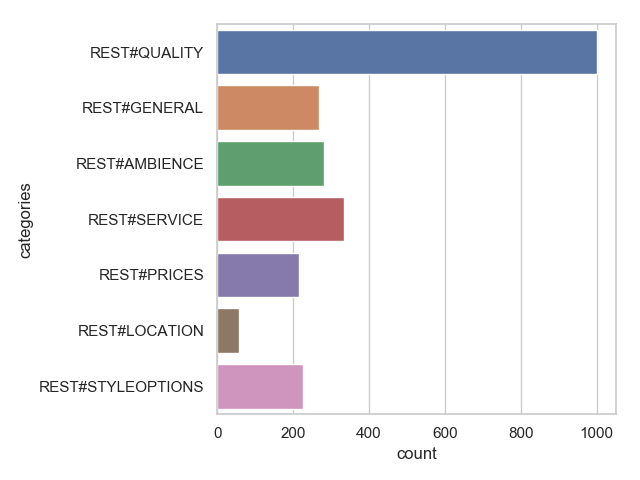 REST#QUALITY
REST#GENERAL
REST#AMBIENCE
REST#SERVICE
REST#PRICES
REST#LOCATION
REST#STYLEOPTIONS
categories
0 200 400 600 800 1000
count